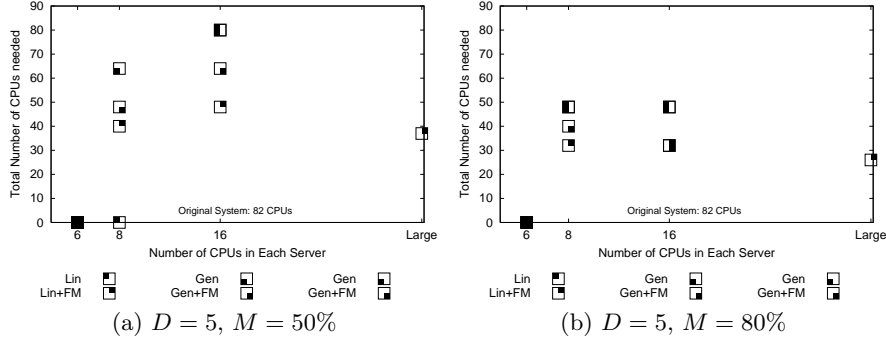 90
80
70
60
50
40
30
20
10
0
Total Number of CPUs needed
Original System: 82 CPUs
6 8 16 Large
Number of CPUs in Each Server
Lin Gen Gen
Lin+FM Gen+FM Gen+FM
(a) D = 5, M = 50%
90
80
70
60
50
40
30
20
10
0
Total Number of CPUs needed
Original System: 82 CPUs
6 8 16 Large
Number of CPUs in Each Server
Lin Gen Gen
Lin+FM Gen+FM Gen+FM
(b) D = 5, M = 80%